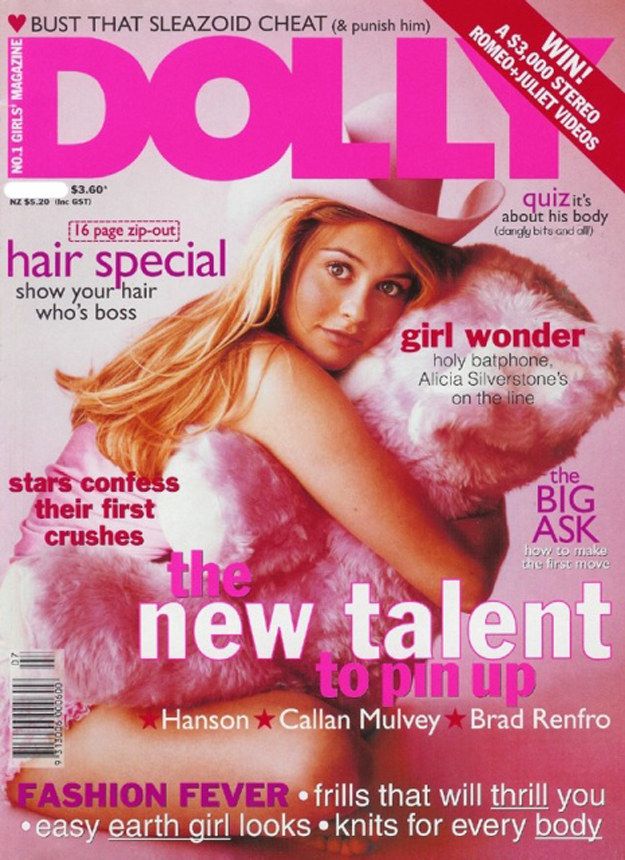 ♥ BUST THAT SLEAZOID CHEAT (& punish him)
NO.1 GIRLS' MAGAZINE
DOLLY
WIN!
A $3,000 STEREO
ROMEO+JULIET VIDEOS
$3.60*
NZ $5.20 (Inc GST)
16 page zip-out
hair special
show your hair
who's boss
quiz it's
about his body
(dangly bits and all!)
girl wonder
holy batphone,
Alicia Silverstone's
on the line
stars confess
their first
crushes
the
BIG
ASK
how to make
the first move
the
new talent
to pin up
★Hanson ★Callan Mulvey ★Brad Renfro
07
9 313006 000600
FASHION FEVER • frills that will thrill you
• easy earth girl looks • knits for every body